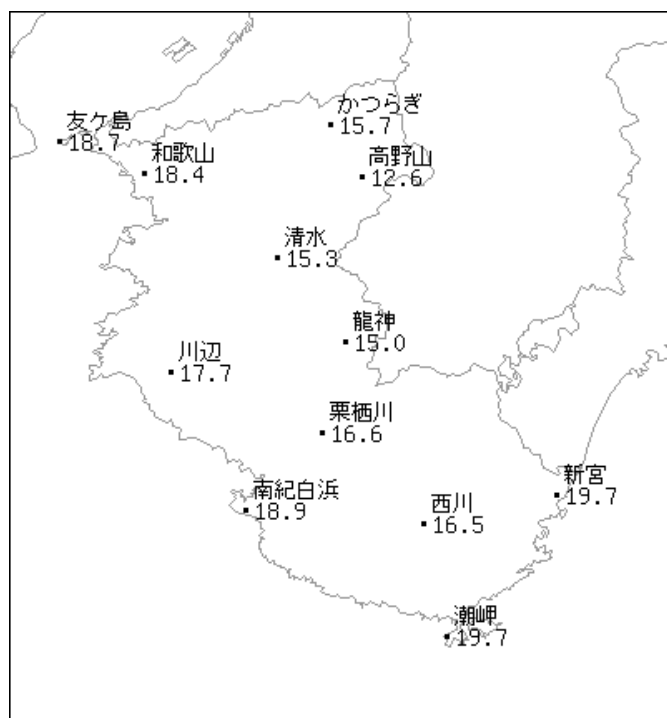 かつらぎ
15.7
友ケ島
18.7
和歌山
18.4
高野山
12.6
清水
15.3
龍神
15.0
川辺
17.7
栗栖川
16.6
新宮
19.7
南紀白浜
18.9
西川
16.5
潮岬
19.7